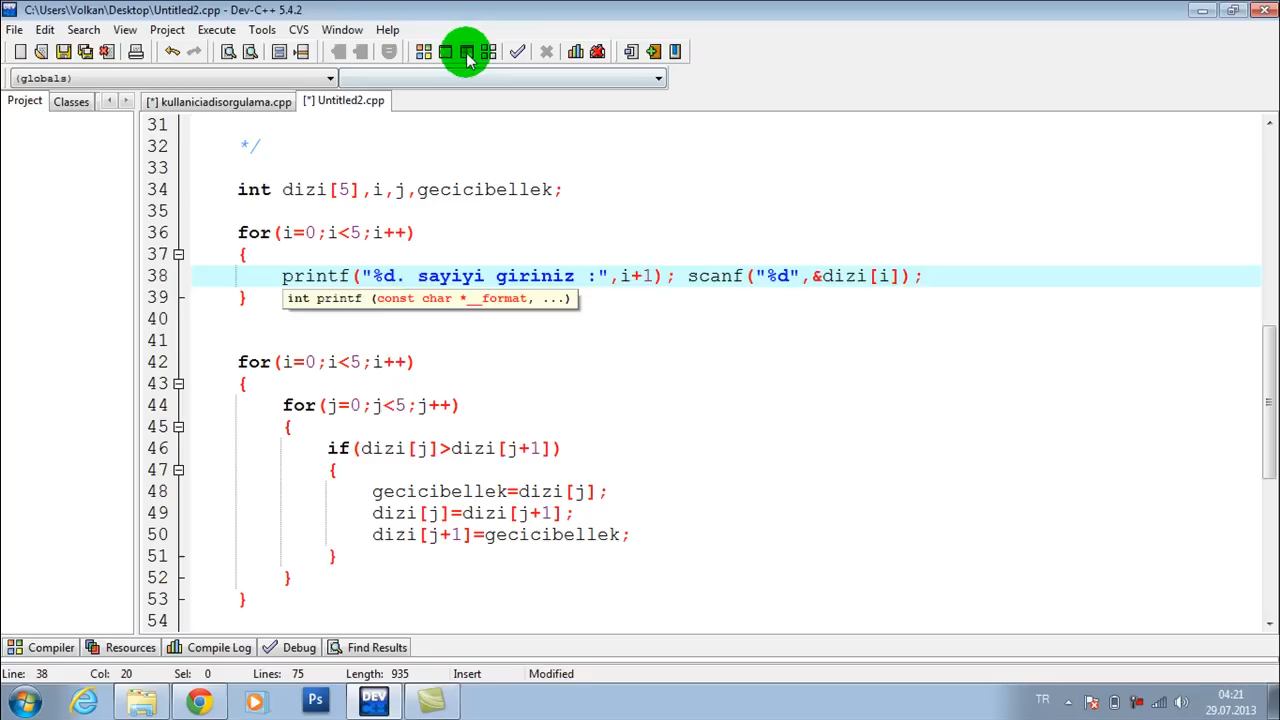 C:\Users\Volkan\Desktop\Untitled2.cpp - Dev-C++ 5.4.2
File Edit Search View Project Execute Tools CVS Window Help
(globals)
Project Classes [*] kullaniciadisorgulama.cpp [*] Untitled2.cpp
31
32 */
33
34 int dizi[5],i,j,gecicibellek;
35
36 for(i=0;i<5;i++)
37 {
38 printf("%d. sayiyi giriniz :",i+1); scanf("%d",&dizi[i]);
39 } int printf (const char *__format, ...)
40
41
42 for(i=0;i<5;i++)
43 {
44 for(j=0;j<5;j++)
45 {
46 if(dizi[j]>dizi[j+1])
47 {
48 gecicibellek=dizi[j];
49 dizi[j]=dizi[j+1];
50 dizi[j+1]=gecicibellek;
51 }
52 }
53 }
54
Compiler Resources Compile Log Debug Find Results
Line: 38 Col: 20 Sel: 0 Lines: 75 Length: 935 Insert Modified
Ps DEV TR 04:21
29.07.2013